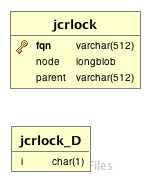 jcrlock
fqn varchar(512)
node longblob
parent varchar(512)
jcrlock_D
i char(1)
Files